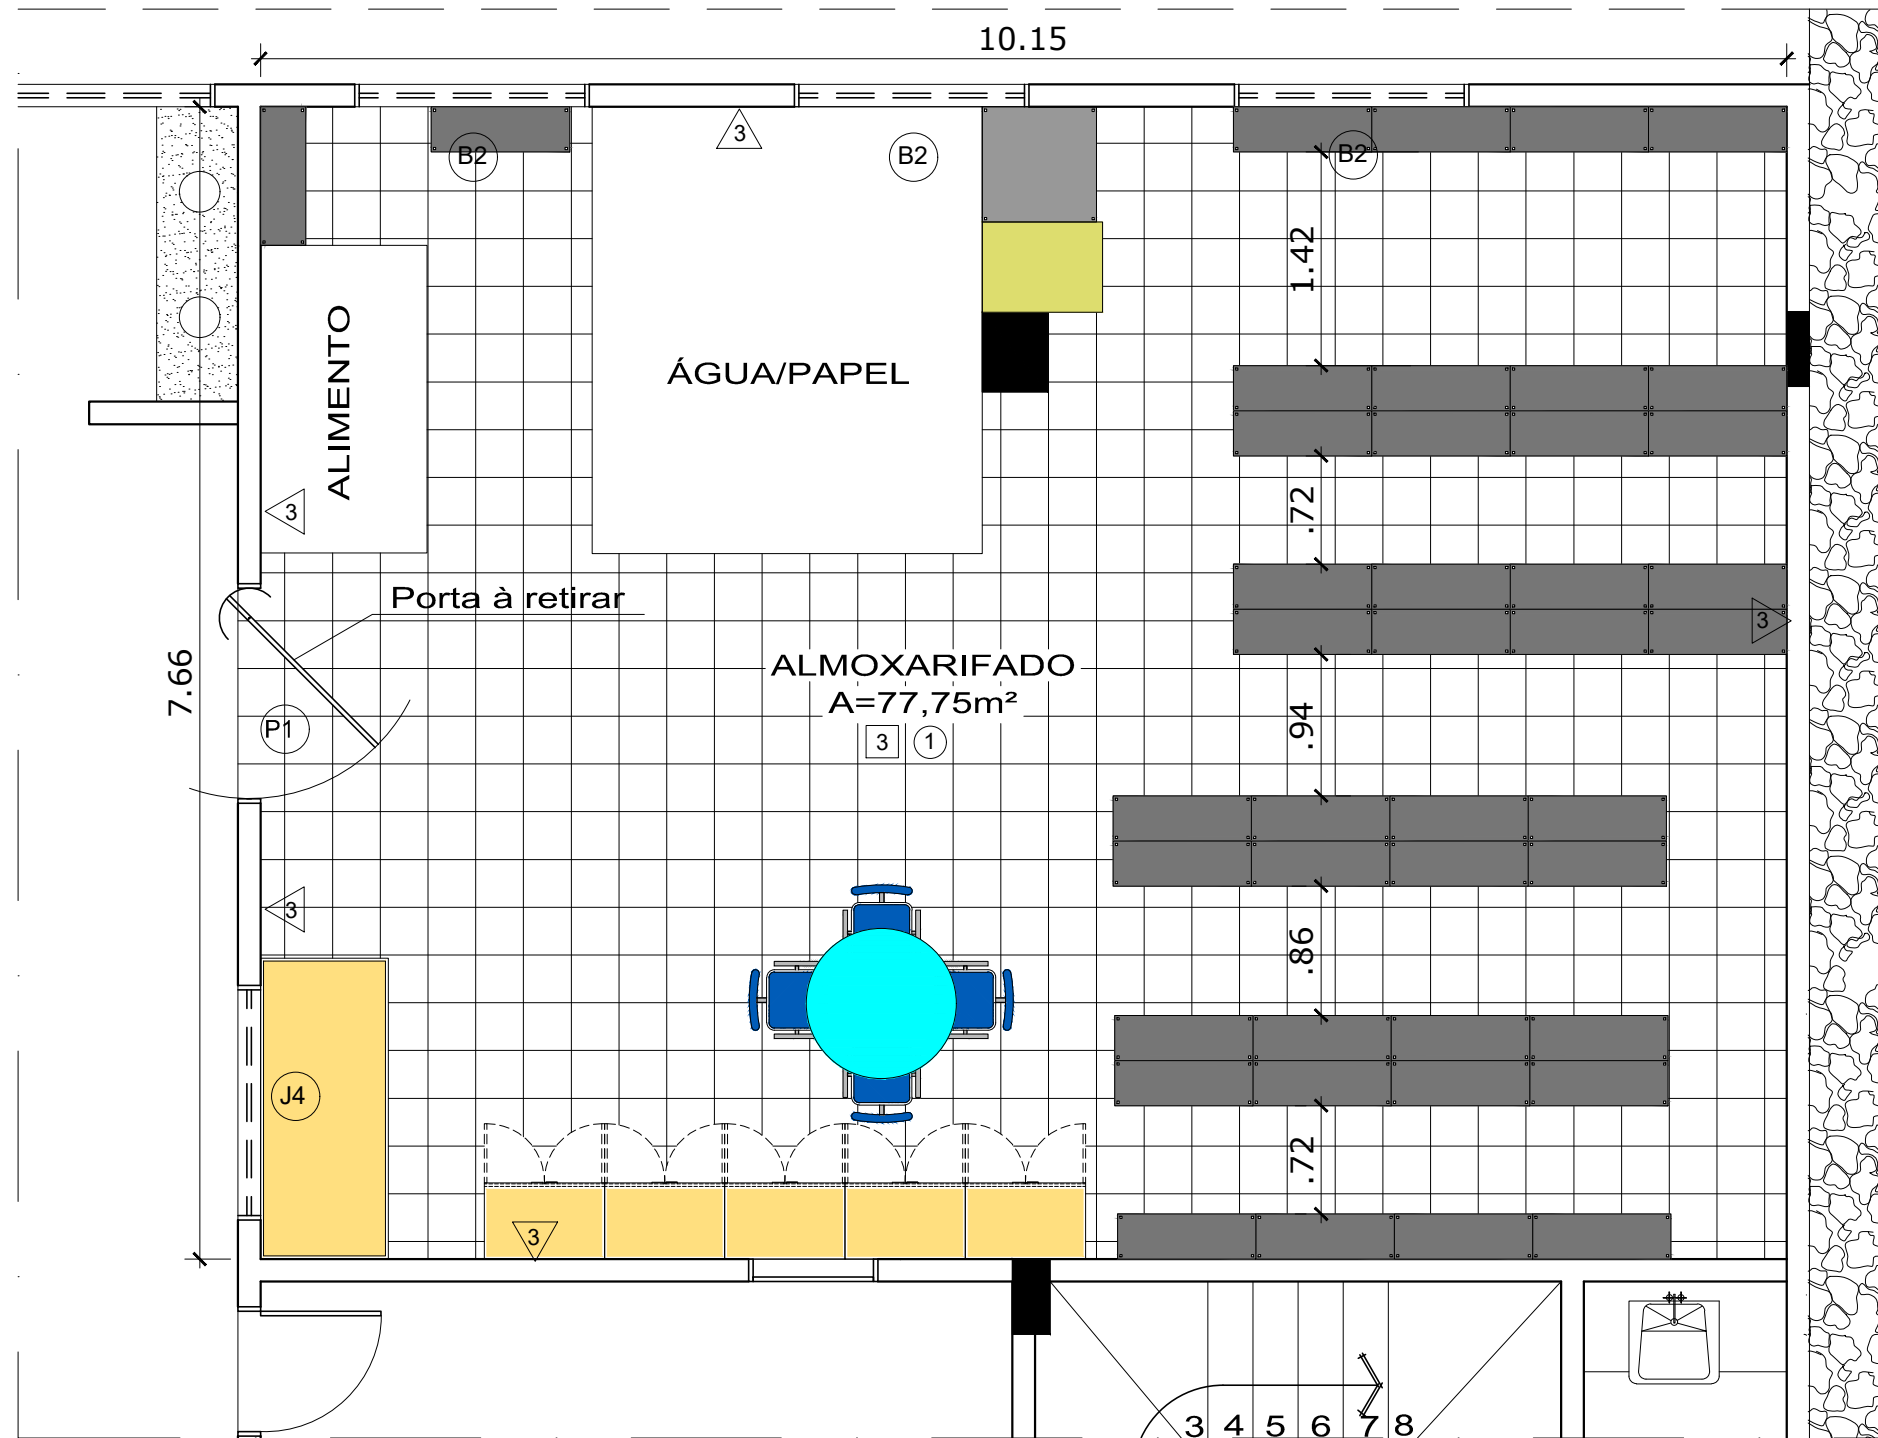 10.15
3
B2
B2
B2
1.42
ALIMENTO
ÁGUA/PAPEL
3
.72
Porta à retirar
3
7.66
ALMOXARIFADO
A=77,75m²
3 1
P1
.94
3
.86
J4
.72
3
3 4 5 6 7 8